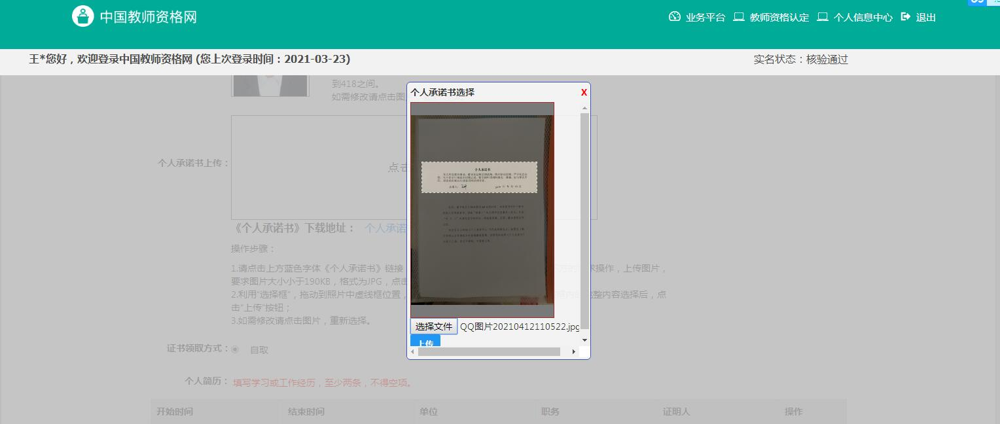 中国教师资格网
业务平台 教师资格认定 个人信息中心 退出
王*您好，欢迎登录中国教师资格网 (您上次登录时间：2021-03-23)
实名状态：核验通过
到418之间。
如需修改请点击图
个人承诺书选择
X
个人承诺书上传：
点击
个人承诺书
《个人承诺书》下载地址： 个人承诺
操作步骤：
1.请点击上方蓝色字体《个人承诺书》链接
求操作，上传图片，
要求图片大小小于190KB，格式为JPG，点击
2.利用"选择框"，拖动到照片中虚线框位置，
整内容选择后，点
击"上传"按钮；
3.如需修改请点击图片，重新选择。
选择文件 QQ图片20210412110522.jpg
上传
证书领取方式： 自取
个人简历： 填写学习或工作经历，至少两条，不得空项。
开始时间 结束时间 单位 职务 证明人 操作